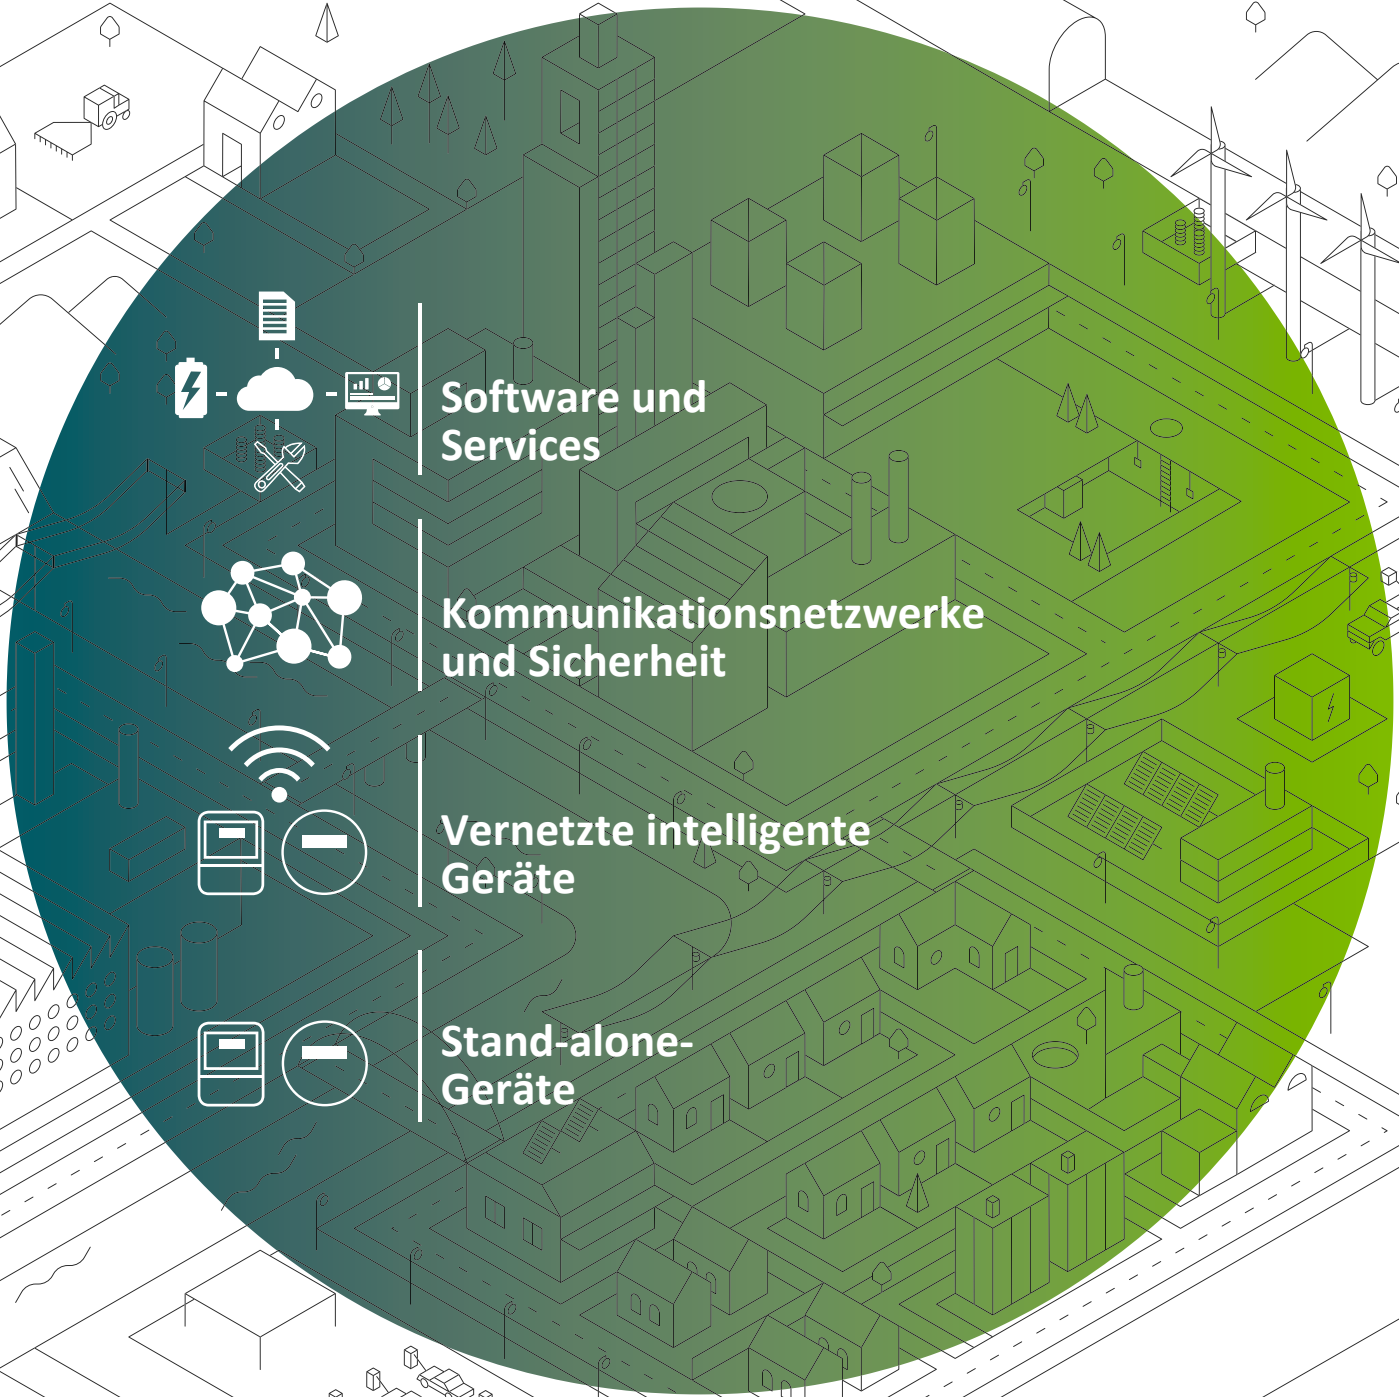 Software und
Services
Kommunikationsnetzwerke
und Sicherheit
Vernetzte intelligente
Geräte
Stand-alone-
Geräte